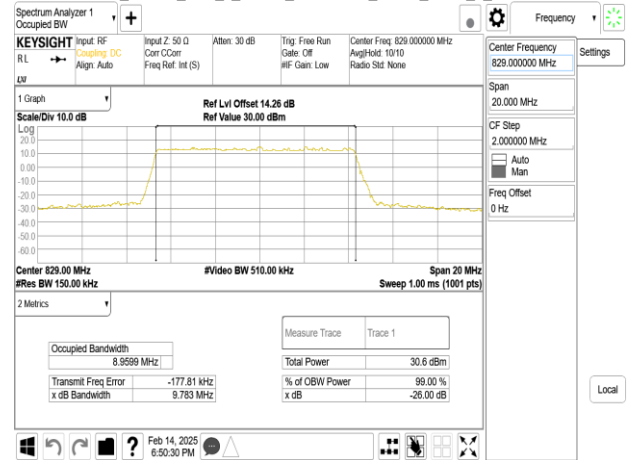 Spectrum Analyzer 1
Occupied BW
Frequency
KEYSIGHT
Input: RF
Coupling: DC
Align: Auto
Input Z: 50 Ω
Corr CCorr
Freq Ref: Int (S)
Atten: 30 dB
Trig: Free Run
Gate: Off
#IF Gain: Low
Center Freq: 829.000000 MHz
Avg|Hold: 10/10
Radio Std: None
RL
LXI
Center Frequency
829.000000 MHz
Settings
Span
20.000 MHz
CF Step
2.000000 MHz
Auto
Man
Freq Offset
0 Hz
1 Graph
Ref Lvl Offset 14.26 dB
Scale/Div 10.0 dB
Ref Value 30.00 dBm
Log
20.0
10.0
0.00
-10.0
-20.0
-30.0
-40.0
-50.0
-60.0
Center 829.00 MHz
#Video BW 510.00 kHz
Span 20 MHz
#Res BW 150.00 kHz
Sweep 1.00 ms (1001 pts)
2 Metrics
Measure Trace
Trace 1
Occupied Bandwidth
8.9599 MHz
Total Power
30.6 dBm
Transmit Freq Error
-177.81 kHz
% of OBW Power
99.00 %
x dB Bandwidth
9.783 MHz
x dB
-26.00 dB
Local
?
Feb 14, 2025
6:50:30 PM